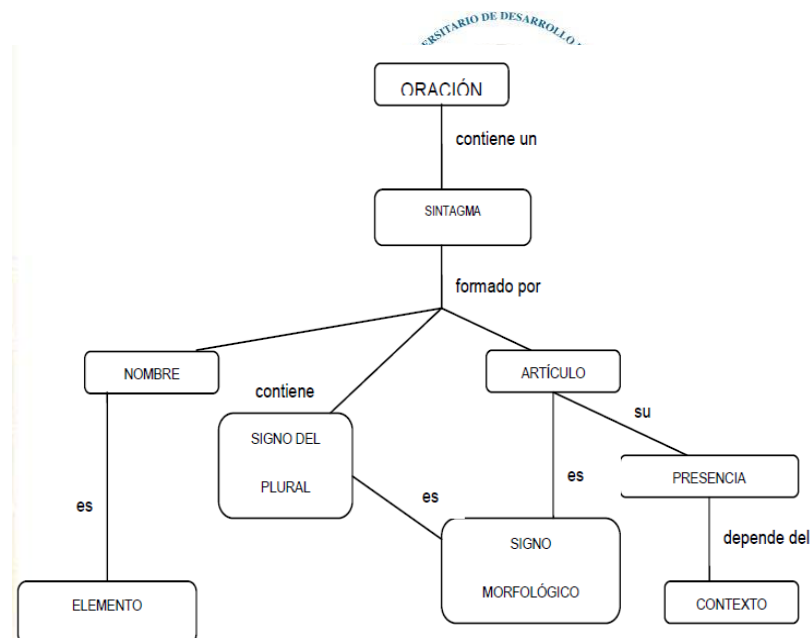 ERSITARIO DE DESARROLLO
ORACIÓN
contiene un
SINTAGMA
formado por
NOMBRE
ARTÍCULO
contiene
su
SIGNO DEL
PLURAL
PRESENCIA
es
es
es
SIGNO
MORFOLÓGICO
depende del
ELEMENTO
CONTEXTO